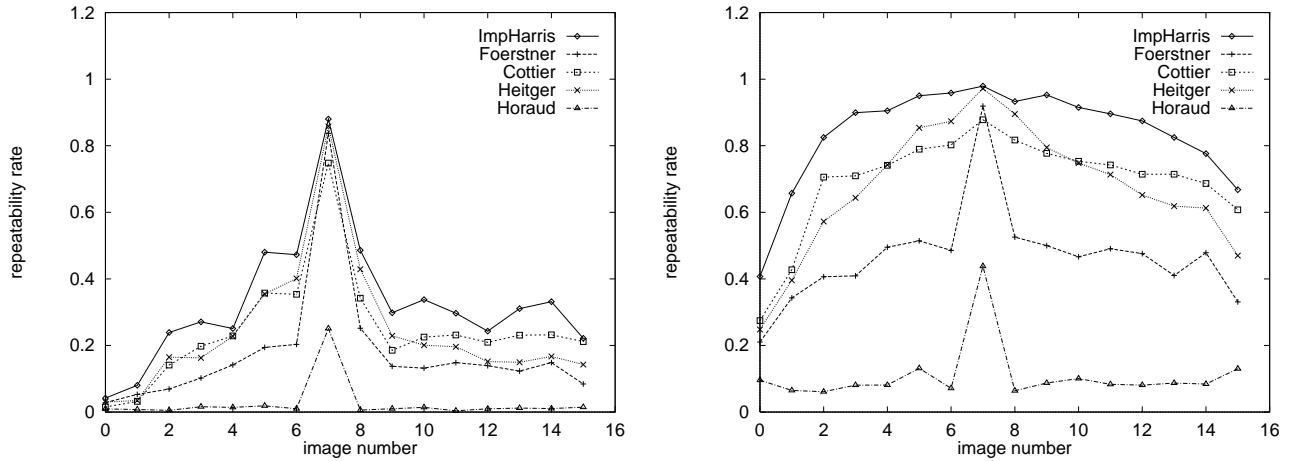 1.2
1
0.8
0.6
0.4
0.2
0
repeatability rate
ImpHarris
Foerstner
Cottier
Heitger
Horaud
0 2 4 6 8 10 12 14 16
image number
1.2
1
0.8
0.6
0.4
0.2
0
repeatability rate
ImpHarris
Foerstner
Cottier
Heitger
Horaud
0 2 4 6 8 10 12 14 16
image number